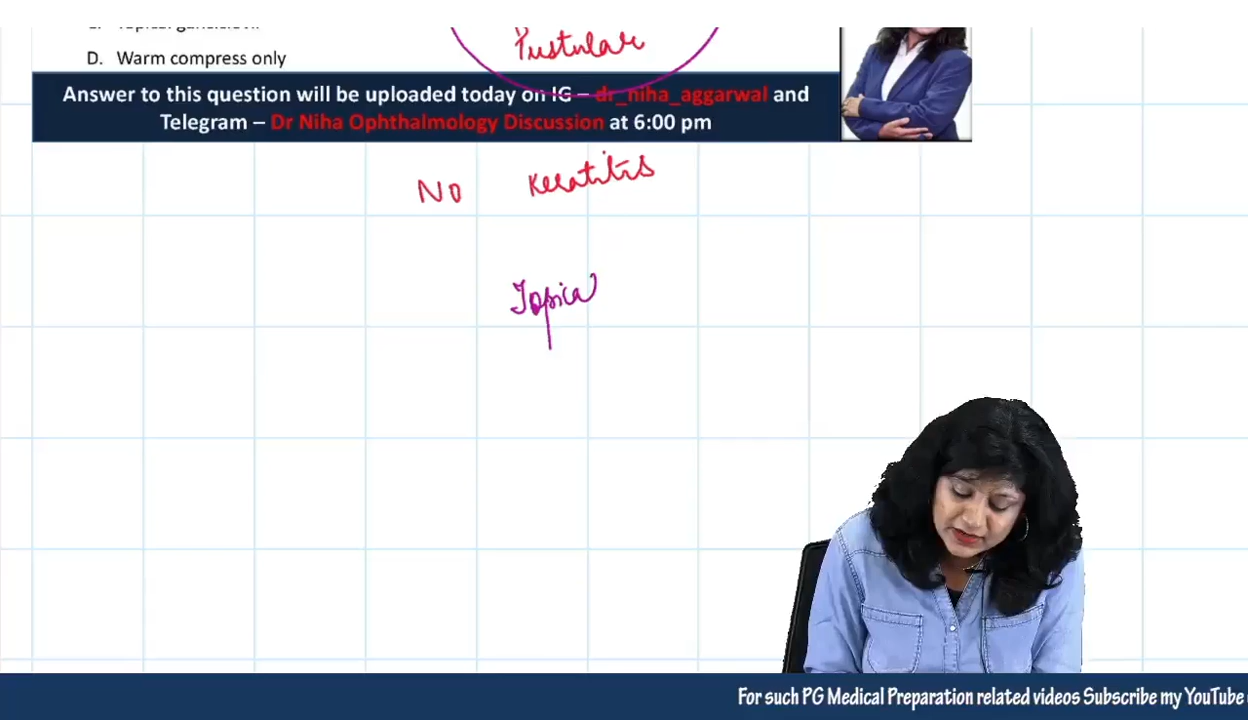 Pustular
D. Warm compress only
Answer to this question will be uploaded today on IG – dr_niha_aggarwal and
Telegram – Dr Niha Ophthalmology Discussion at 6:00 pm
No Keratitis
Topical
For such PG Medical Preparation related videos Subscribe my YouTube